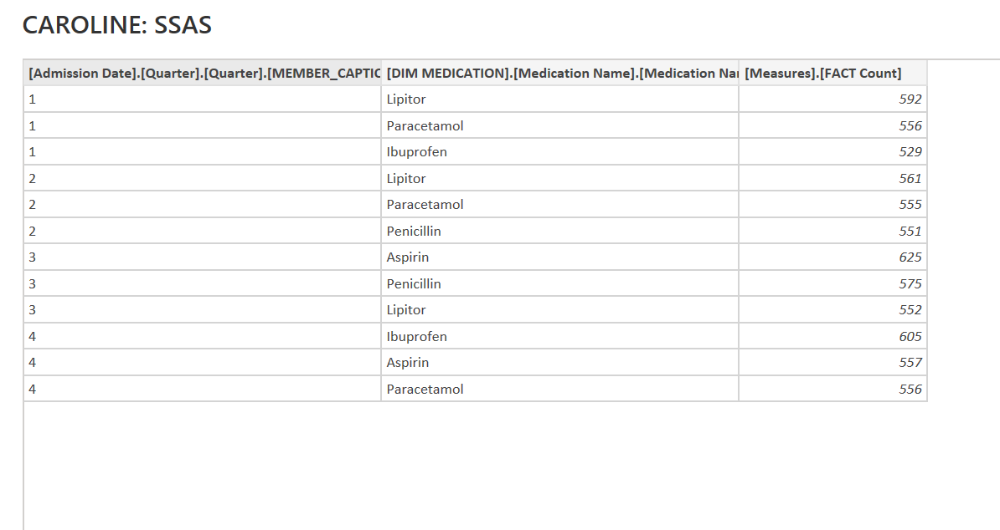 CAROLINE: SSAS
[Admission Date].[Quarter].[Quarter].[MEMBER_CAPTIC [DIM MEDICATION].[Medication Name].[Medication Nai [Measures].[FACT Count]
1 Lipitor 592
1 Paracetamol 556
1 Ibuprofen 529
2 Lipitor 561
2 Paracetamol 555
2 Penicillin 551
3 Aspirin 625
3 Penicillin 575
3 Lipitor 552
4 Ibuprofen 605
4 Aspirin 557
4 Paracetamol 556